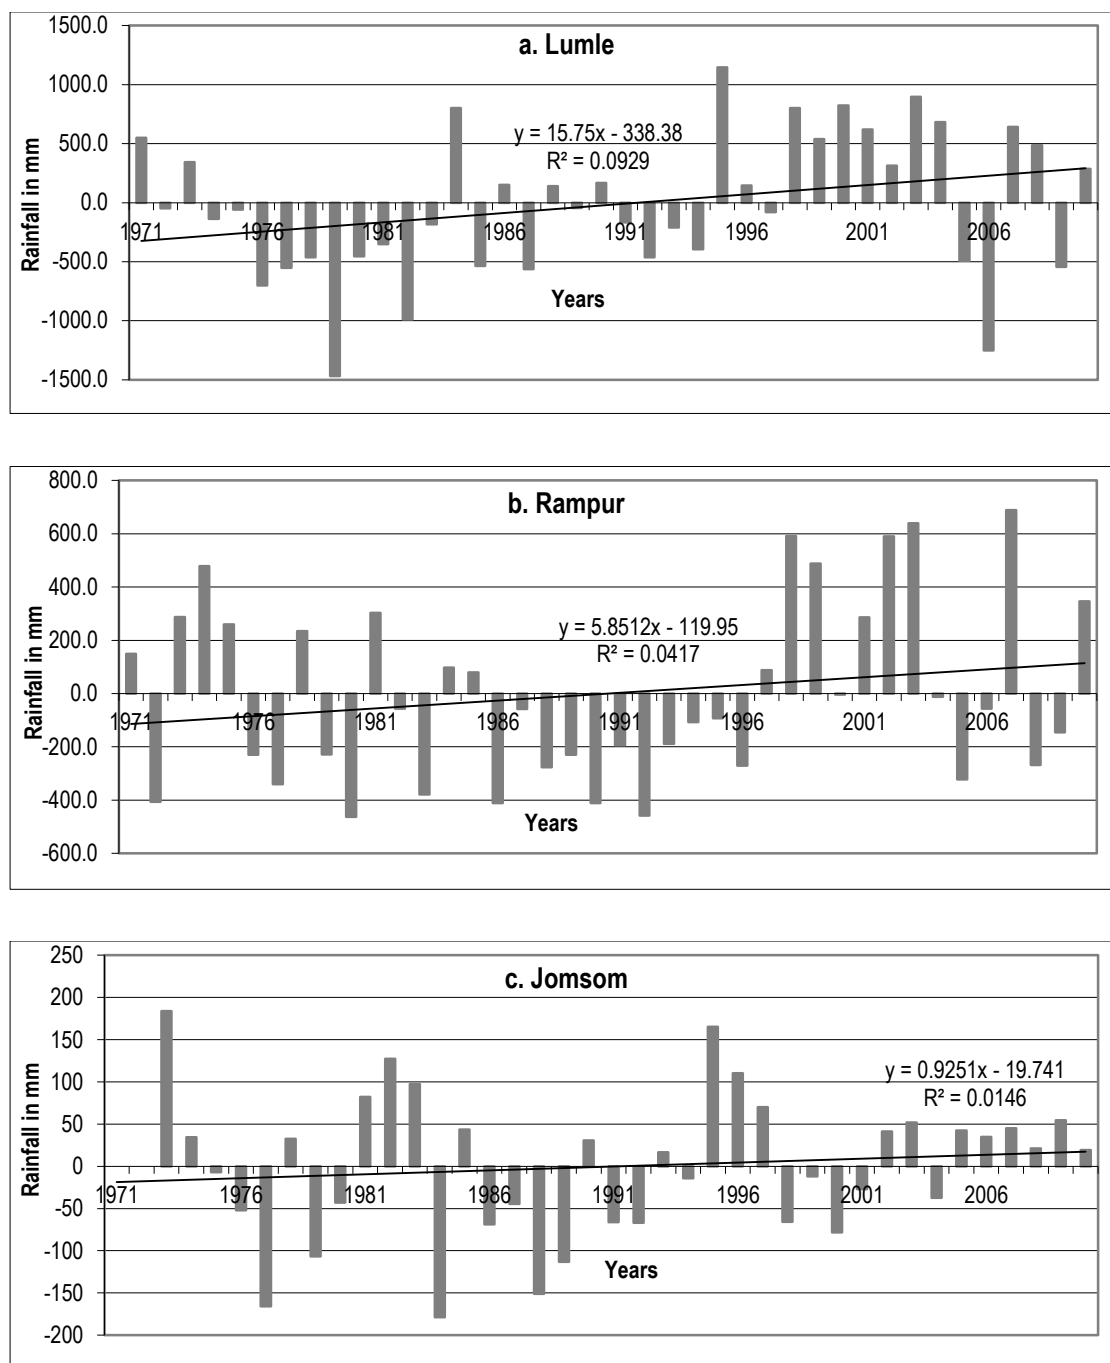 a. Lumle
1500.0
1000.0
500.0
0.0
-500.0
-1000.0
-1500.0
Rainfall in mm
y = 15.75x - 338.38
R² = 0.0929
1971 1976 1981 1986 1991 1996 2001 2006
Years
b. Rampur
800.0
600.0
400.0
200.0
0.0
-200.0
-400.0
-600.0
Rainfall in mm
y = 5.8512x - 119.95
R² = 0.0417
1971 1976 1981 1986 1991 1996 2001 2006
Years
c. Jomsom
250
200
150
100
50
0
-50
-100
-150
-200
Rainfall in mm
y = 0.9251x - 19.741
R² = 0.0146
1971 1976 1981 1986 1991 1996 2001 2006
Years